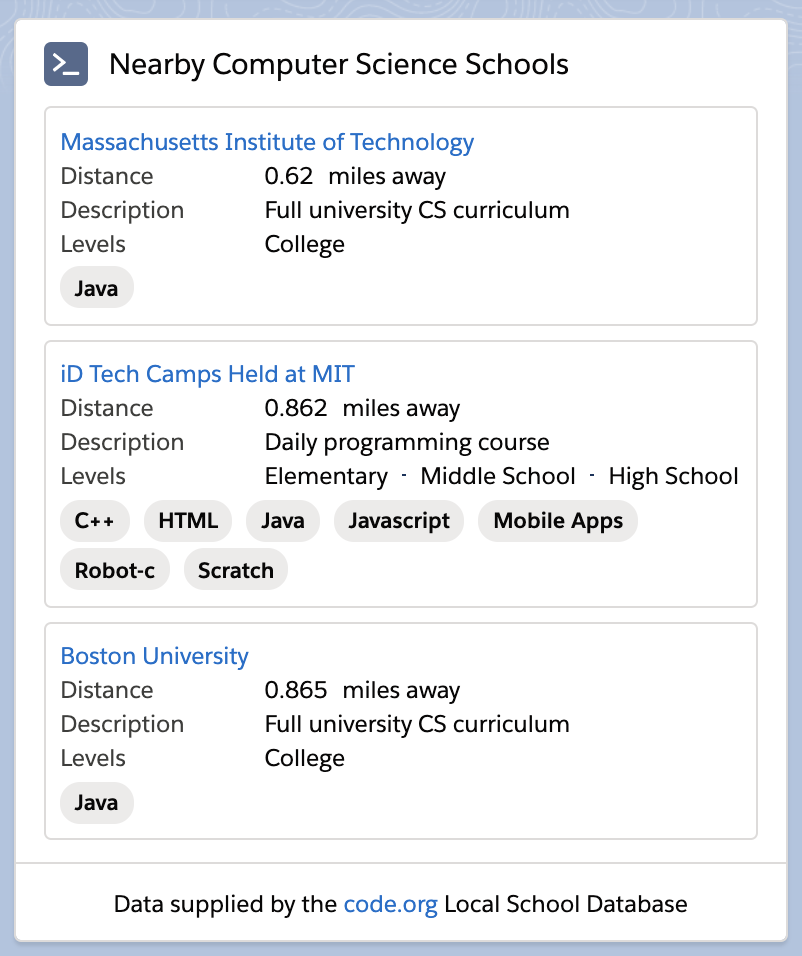 >_ Nearby Computer Science Schools
Massachusetts Institute of Technology
Distance 0.62 miles away
Description Full university CS curriculum
Levels College
Java
iD Tech Camps Held at MIT
Distance 0.862 miles away
Description Daily programming course
Levels Elementary · Middle School · High School
C++ HTML Java Javascript Mobile Apps
Robot-c Scratch
Boston University
Distance 0.865 miles away
Description Full university CS curriculum
Levels College
Java
Data supplied by the code.org Local School Database